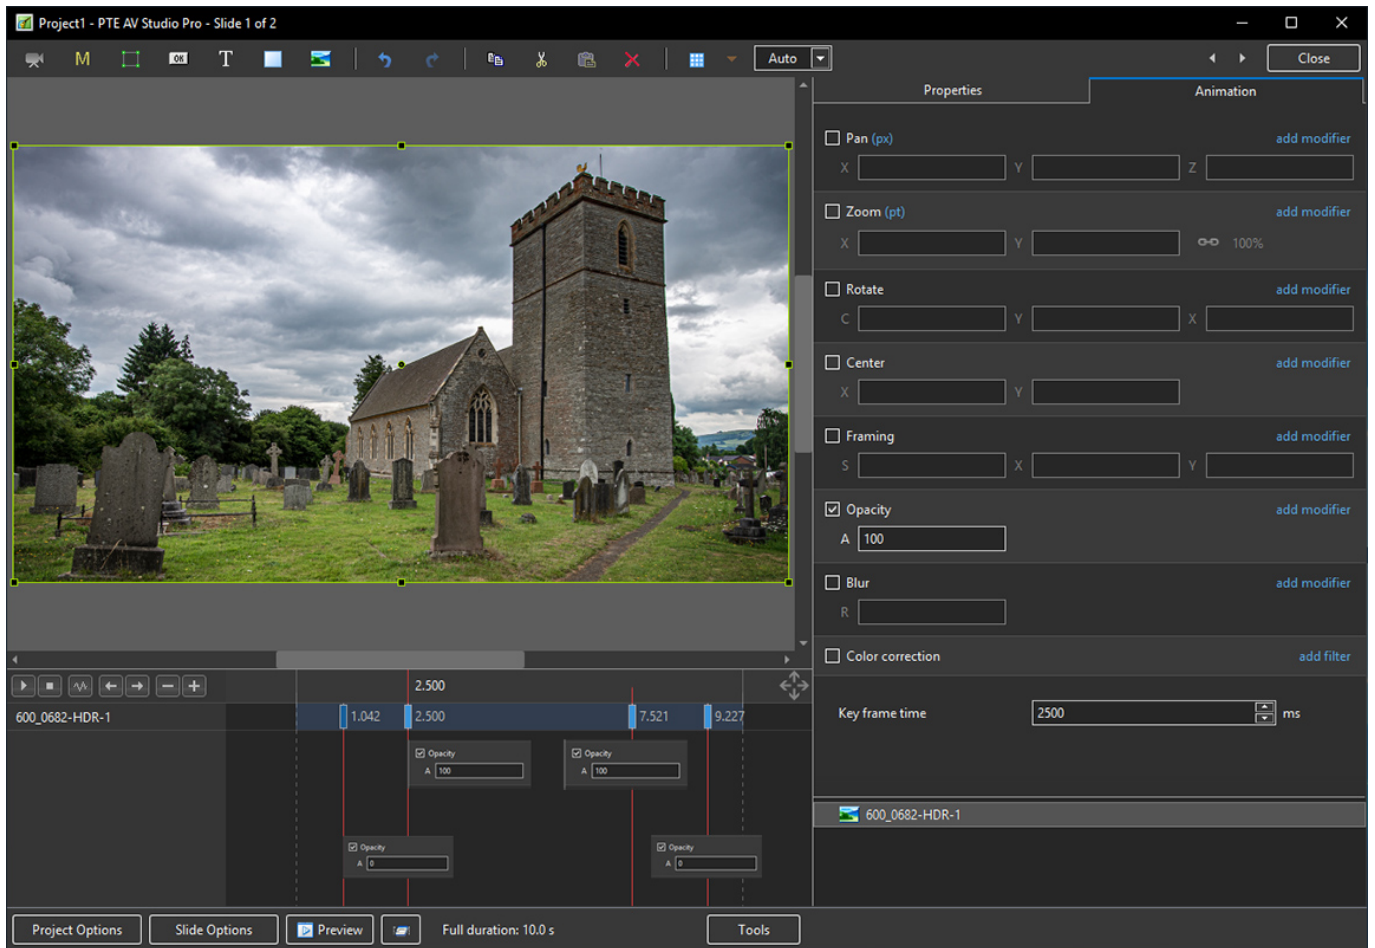 Project1 - PTE AV Studio Pro - Slide 1 of 2
M OK T Auto Close
Properties Animation
Pan (px) add modifier
X Y Z
Zoom (pt) add modifier
X Y 100%
Rotate add modifier
C Y X
Center add modifier
X Y
Framing add modifier
S X Y
Opacity add modifier
A 100
Blur add modifier
R
Color correction add filter
Key frame time 2500 ms
600_0682-HDR-1
2.500
600_0682-HDR-1 1.042 2.500 7.521 9.227
Opacity Opacity
A 100 A 100
Opacity Opacity
A 0 A 0
Project Options Slide Options Preview Full duration: 10.0 s Tools